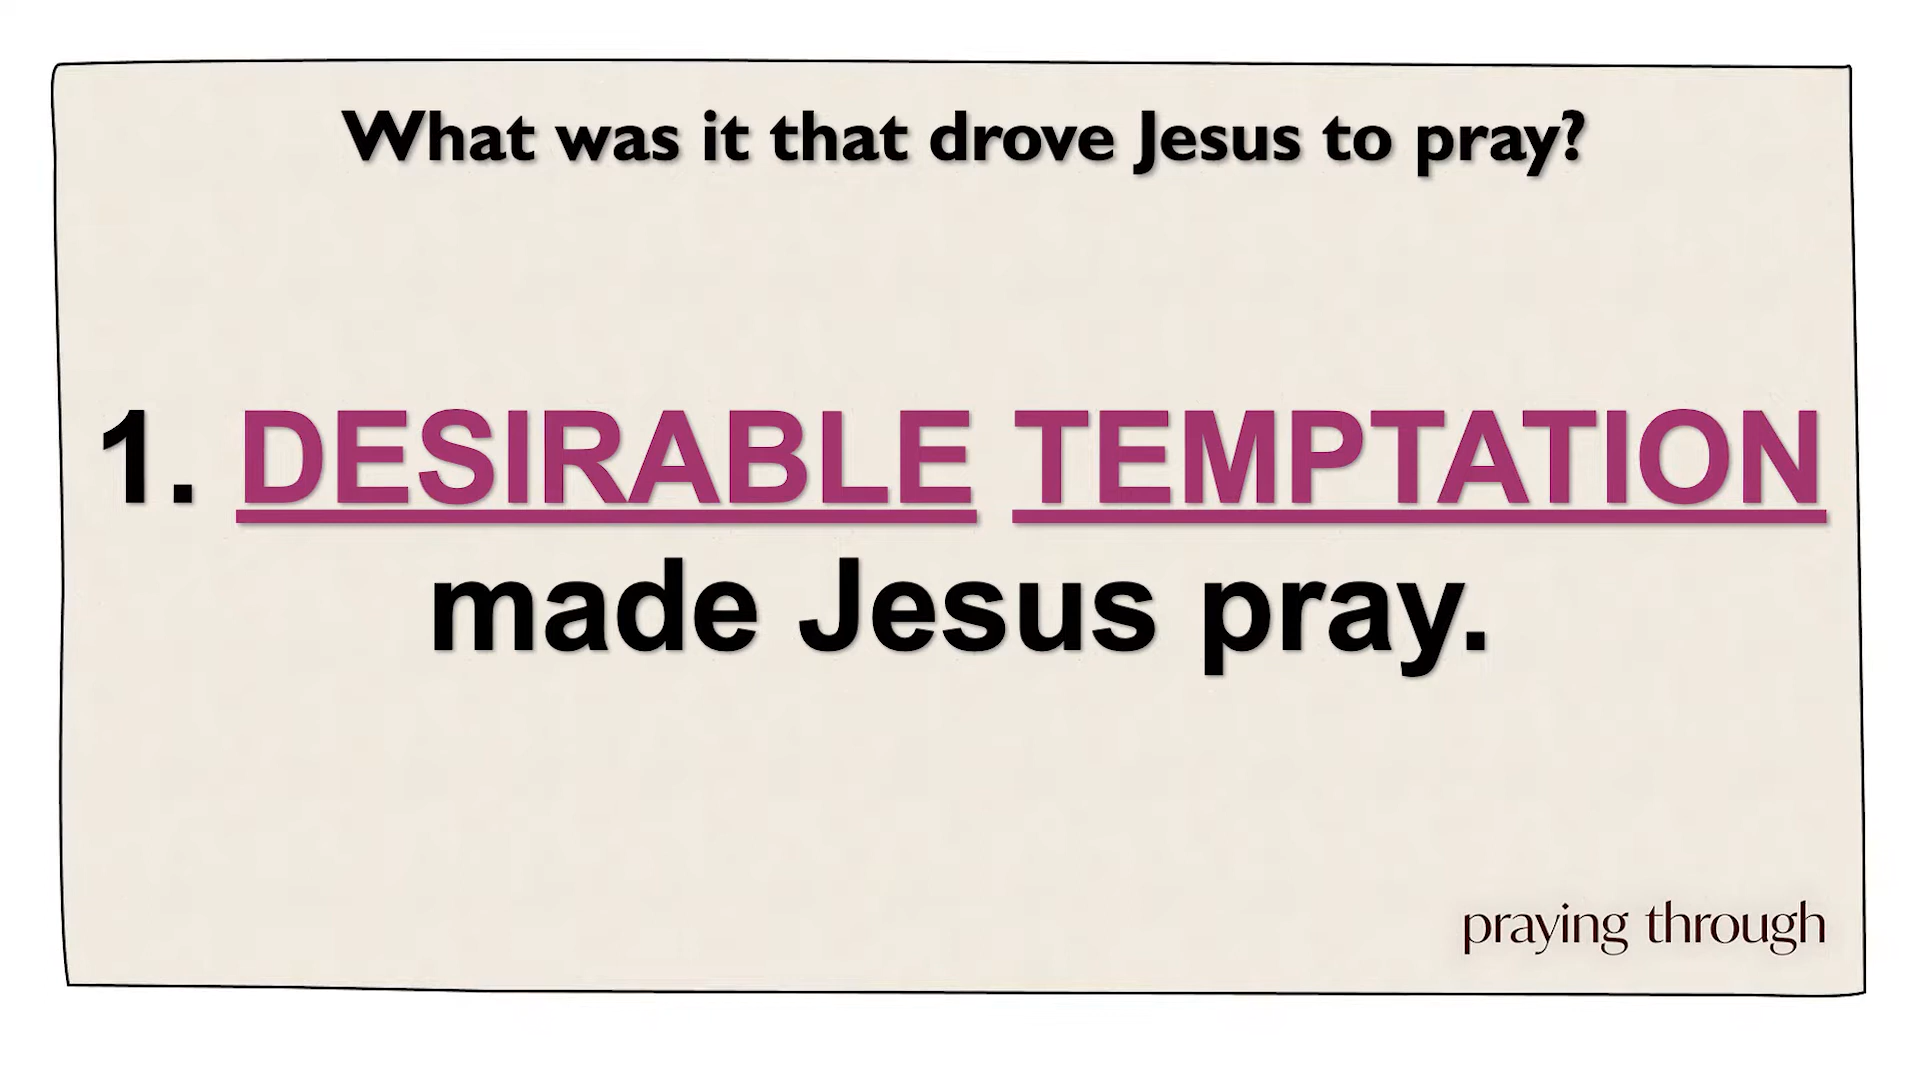 What was it that drove Jesus to pray?
1. DESIRABLE TEMPTATION
made Jesus pray.
praying through